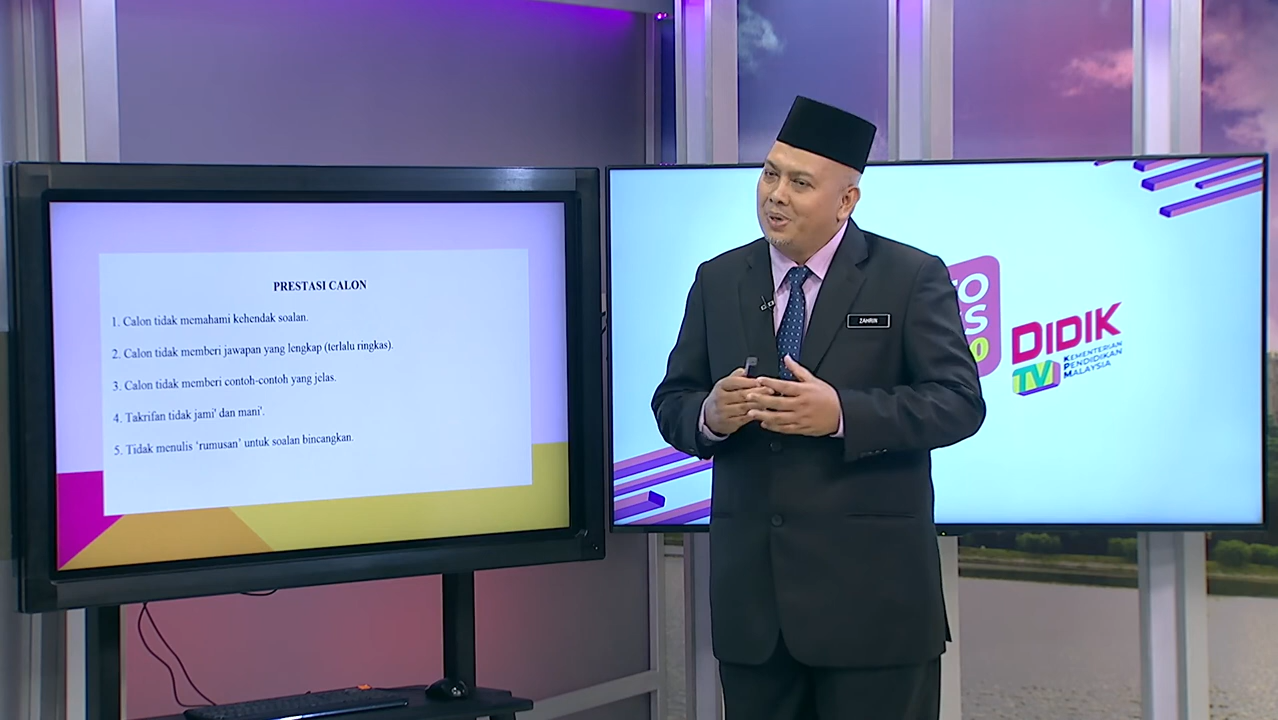 PRESTASI CALON
1. Calon tidak memahami kehendak soalan.
2. Calon tidak memberi jawapan yang lengkap (terlalu ringkas).
3. Calon tidak memberi contoh-contoh yang jelas.
4. Takrifan tidak jami' dan mani'.
5. Tidak menulis ‘rumusan’ untuk soalan bincangkan.
ZAHRIN
DIDIK
TV
KEMENTERIAN
PENDIDIKAN
MALAYSIA